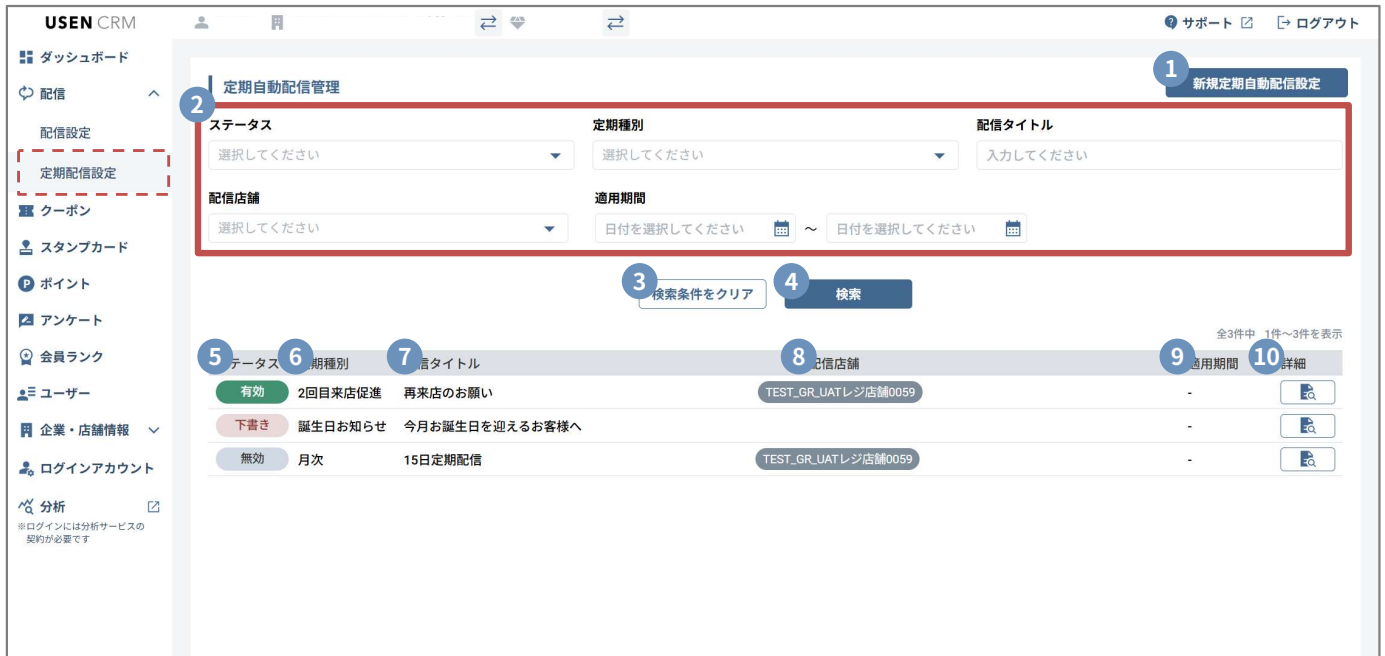 USEN CRM
サポート ログアウト
ダッシュボード
配信
配信設定
定期配信設定
クーポン
スタンプカード
ポイント
アンケート
会員ランク
ユーザー
企業・店舗情報
ログインアカウント
分析
※ログインには分析サービスの
契約が必要です
定期自動配信管理
1
新規定期自動配信設定
2
ステータス 定期種別 配信タイトル
選択してください 選択してください 入力してください
配信店舗 適用期間
選択してください 日付を選択してください ～ 日付を選択してください
3 検索条件をクリア 4 検索
全3件中 1件～3件を表示
5 テータス 6 期種別 7 信タイトル 8 配信店舗 9 適用期間 10 詳細
有効 2回目来店促進 再来店のお願い TEST_GR_UATレジ店舗0059 -
下書き 誕生日お知らせ 今月お誕生日を迎えるお客様へ -
無効 月次 15日定期配信 TEST_GR_UATレジ店舗0059 -